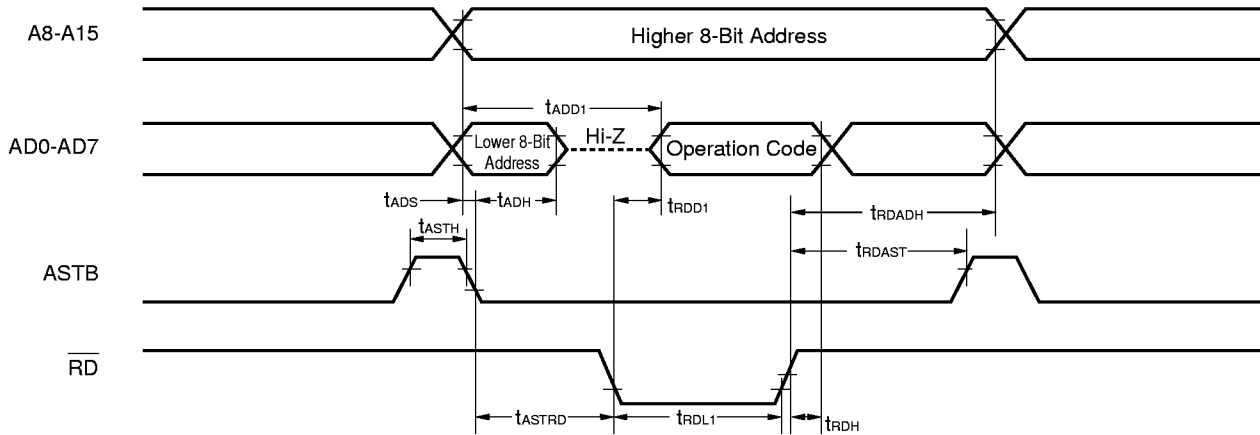 A8-A15
Higher 8-Bit Address
tADD1
AD0-AD7
Lower 8-Bit
Address
Hi-Z
Operation Code
tADS
tADH
tRDD1
tRDADH
tASTH
tRDAST
ASTB
RD
tASTRD
tRDL1
tRDH